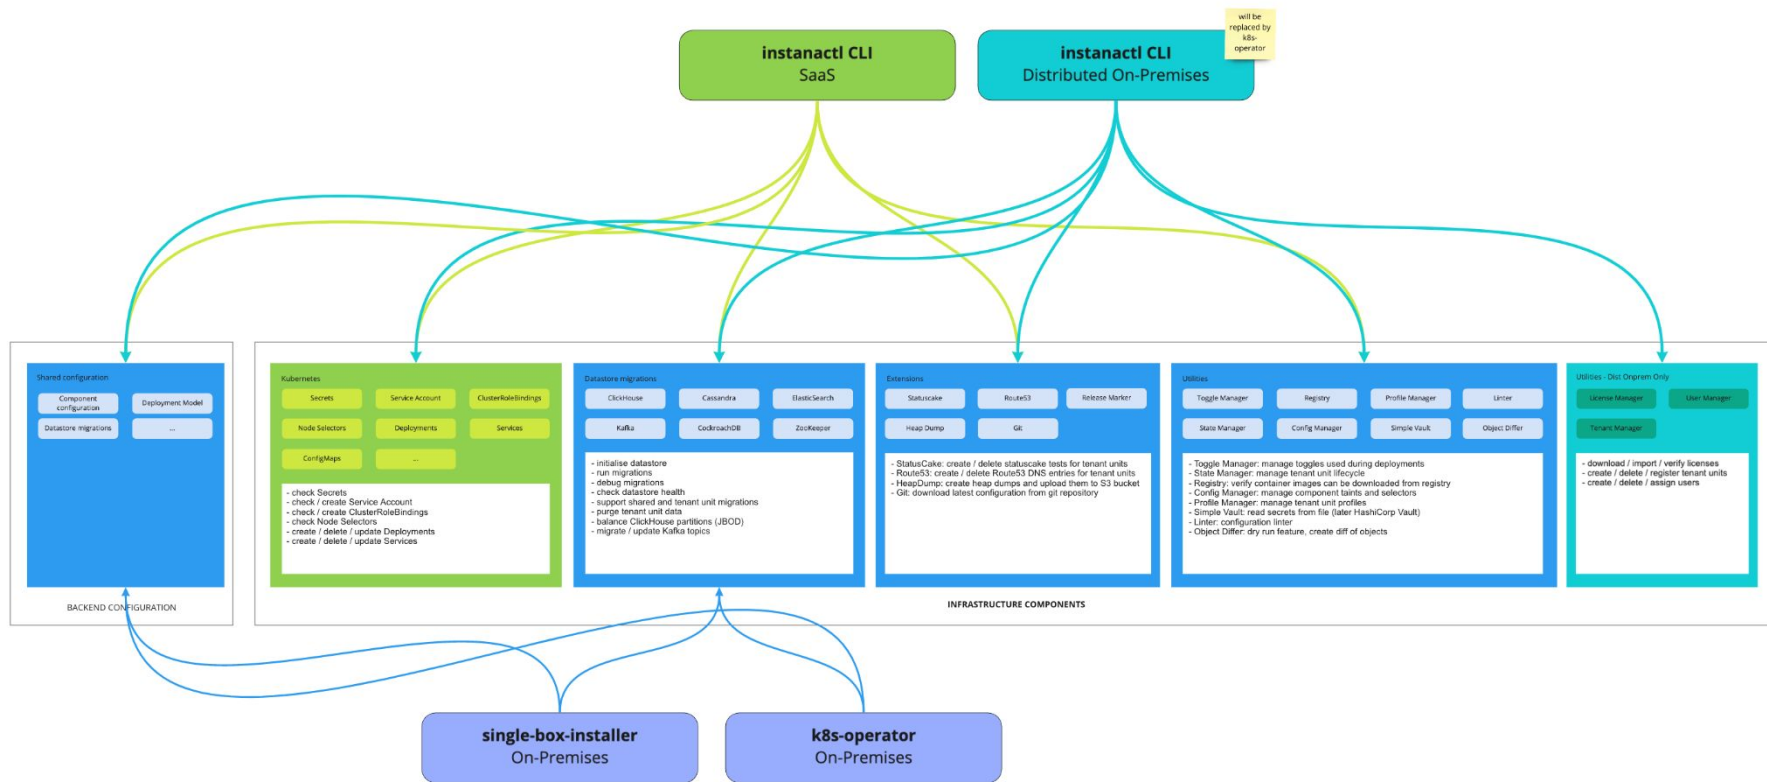 will be
replaced by
k8s-
operator
instanactl CLI
SaaS
instanactl CLI
Distributed On-Premises
Shared configuration
Component
configuration
Deployment Model
Datastore migrations
...
BACKEND CONFIGURATION
Kubernetes
Secrets
Service Account
ClusterRoleBindings
Node Selectors
Deployments
Services
ConfigMaps
...
- check Secrets
- check / create Service Account
- check / create ClusterRoleBindings
- check Node Selectors
- create / delete / update Deployments
- create / delete / update Services
Datastore migrations
ClickHouse
Cassandra
ElasticSearch
Kafka
CockroachDB
ZooKeeper
- initialise datastore
- run migrations
- debug migrations
- check datastore health
- support shared and tenant unit migrations
- purge tenant unit data
- balance ClickHouse partitions (JBOD)
- migrate / update Kafka topics
Extensions
Statuscake
Route53
Release Marker
Heap Dump
Git
- StatusCake: create / delete statuscake tests for tenant units
- Route53: create / delete Route53 DNS entries for tenant units
- HeapDump: create heap dumps and upload them to S3 bucket
- Git: download latest configuration from git repository
Utilities
Toggle Manager
Registry
Profile Manager
Linter
State Manager
Config Manager
Simple Vault
Object Differ
- Toggle Manager: manage toggles used during deployments
- State Manager: manage tenant unit lifecycle
- Registry: verify container images can be downloaded from registry
- Config Manager: manage component taints and selectors
- Profile Manager: manage tenant unit profiles
- Simple Vault: read secrets from file (later HashiCorp Vault)
- Linter: configuration linter
- Object Differ: dry run feature, create diff of objects
Utilities - Dist Onprem Only
License Manager
User Manager
Tenant Manager
- download / import / verify licenses
- create / delete / register tenant units
- create / delete / assign users
INFRASTRUCTURE COMPONENTS
single-box-installer
On-Premises
k8s-operator
On-Premises